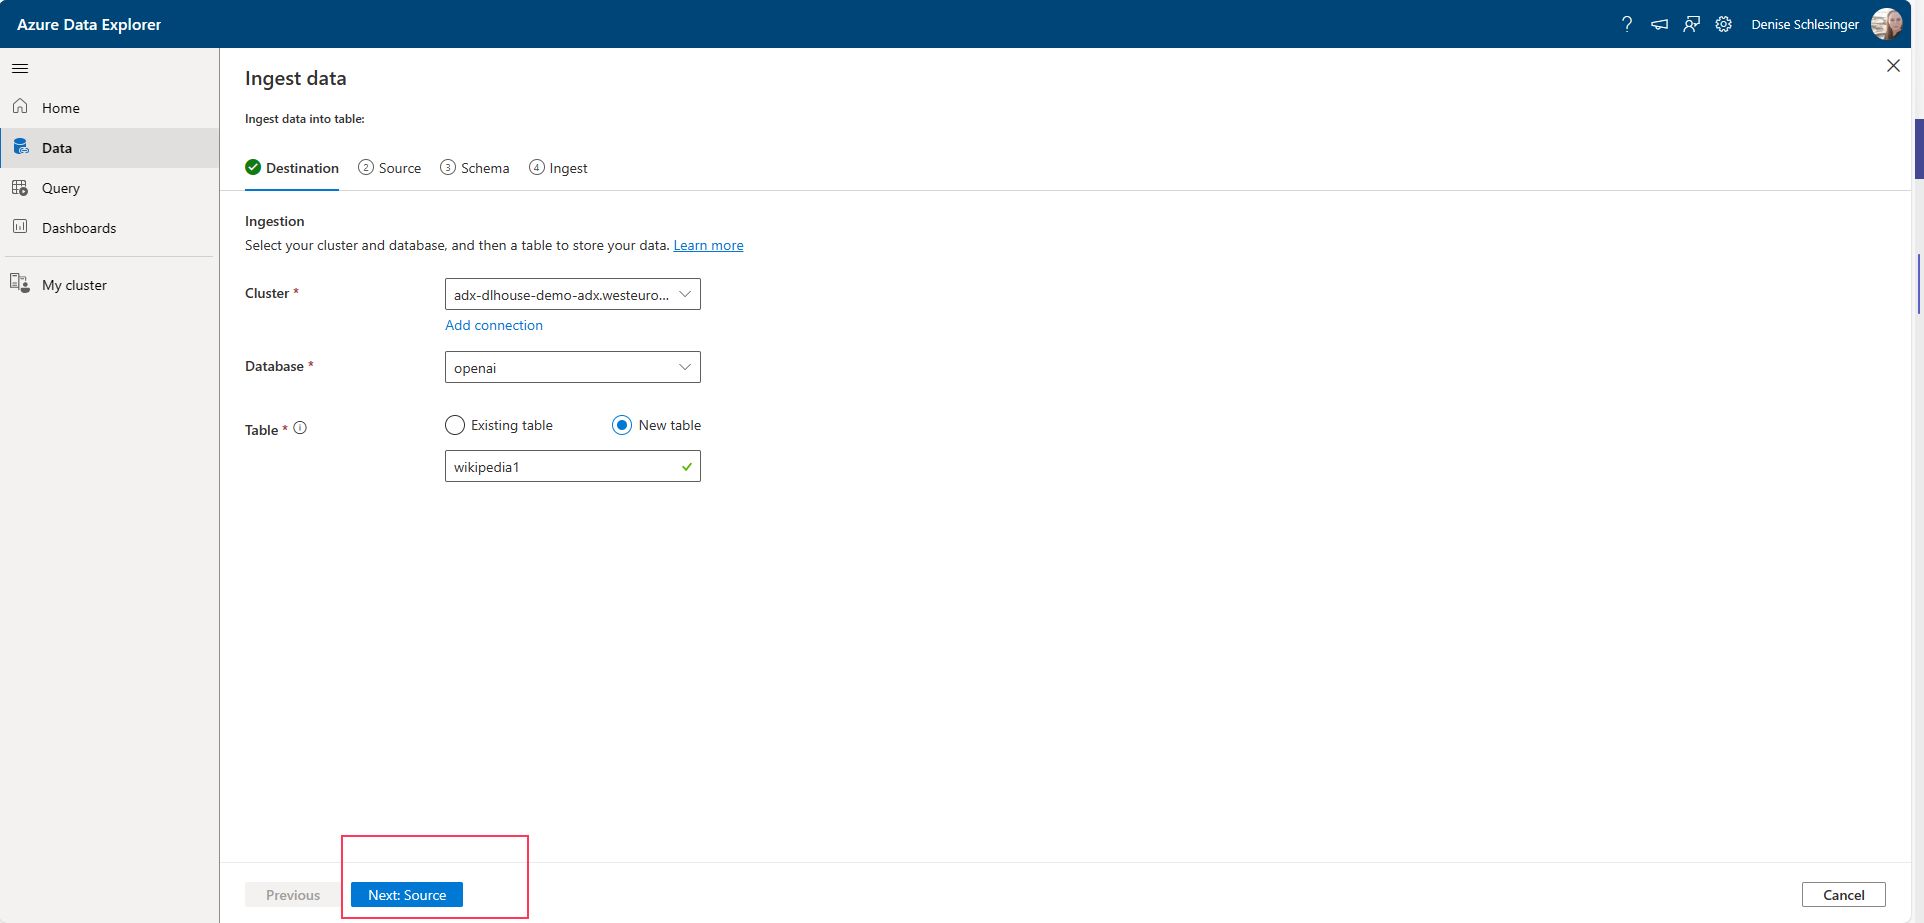 Azure Data Explorer
Denise Schlesinger
Home
Data
Query
Dashboards
My cluster
Ingest data
Ingest data into table:
Destination 2 Source 3 Schema 4 Ingest
Ingestion
Select your cluster and database, and then a table to store your data. Learn more
Cluster *
adx-dlhouse-demo-adx.westeuro...
Add connection
Database *
openai
Table *
Existing table New table
wikipedia1
Previous Next: Source Cancel